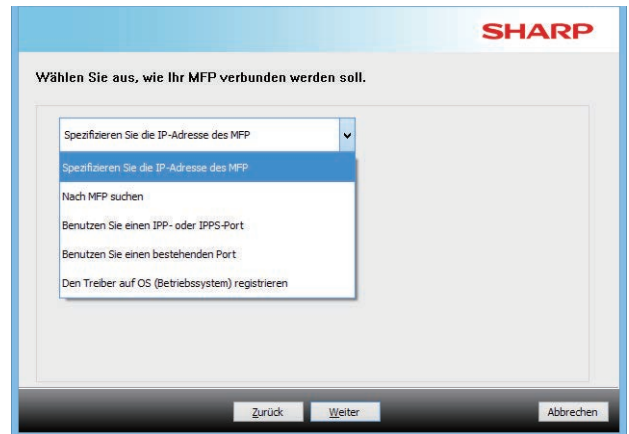 SHARP
Wählen Sie aus, wie Ihr MFP verbunden werden soll.
Spezifizieren Sie die IP-Adresse des MFP
Spezifizieren Sie die IP-Adresse des MFP
Nach MFP suchen
Benutzen Sie einen IPP- oder IPPS-Port
Benutzen Sie einen bestehenden Port
Den Treiber auf OS (Betriebssystem) registrieren
Zurück Weiter Abbrechen